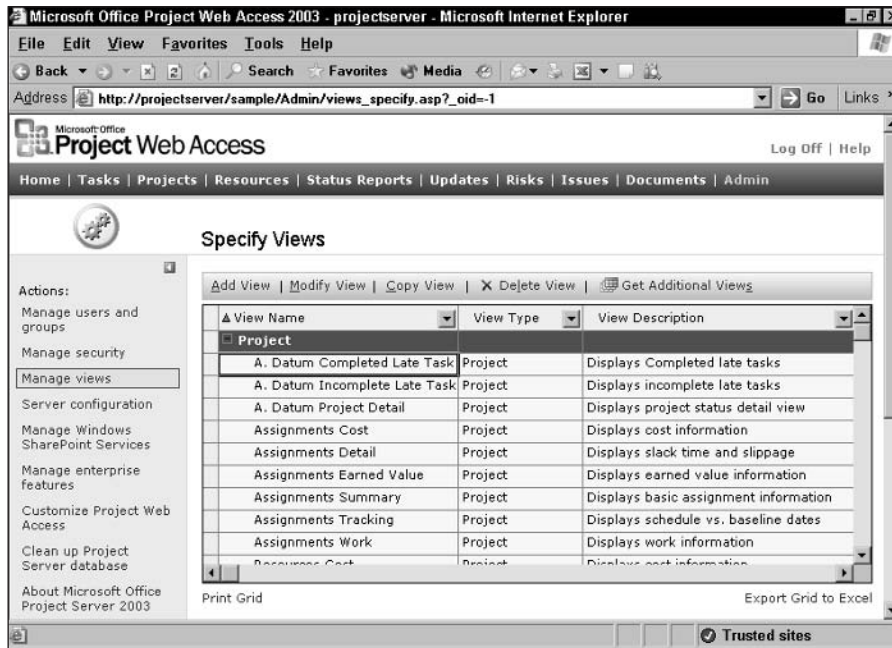 Microsoft Office Project Web Access 2003 - projectserver - Microsoft Internet Explorer
File Edit View Favorites Tools Help
Back Search Favorites Media
Address http://projectserver/sample/Admin/views_specify.asp?_oid=-1 Go Links
Microsoft Office
Project Web Access
Log Off | Help
Home | Tasks | Projects | Resources | Status Reports | Updates | Risks | Issues | Documents | Admin
Specify Views
Actions:
Manage users and
groups
Manage security
Manage views
Server configuration
Manage Windows
SharePoint Services
Manage enterprise
features
Customize Project Web
Access
Clean up Project
Server database
About Microsoft Office
Project Server 2003
Add View | Modify View | Copy View | Delete View | Get Additional Views
View Name View Type View Description
Project
A. Datum Completed Late Task Project Displays Completed late tasks
A. Datum Incomplete Late Task Project Displays incomplete late tasks
A. Datum Project Detail Project Displays project status detail view
Assignments Cost Project Displays cost information
Assignments Detail Project Displays slack time and slippage
Assignments Earned Value Project Displays earned value information
Assignments Summary Project Displays basic assignment information
Assignments Tracking Project Displays schedule vs. baseline dates
Assignments Work Project Displays work information
Resources Cost Project Displays cost information
Print Grid Export Grid to Excel
Trusted sites